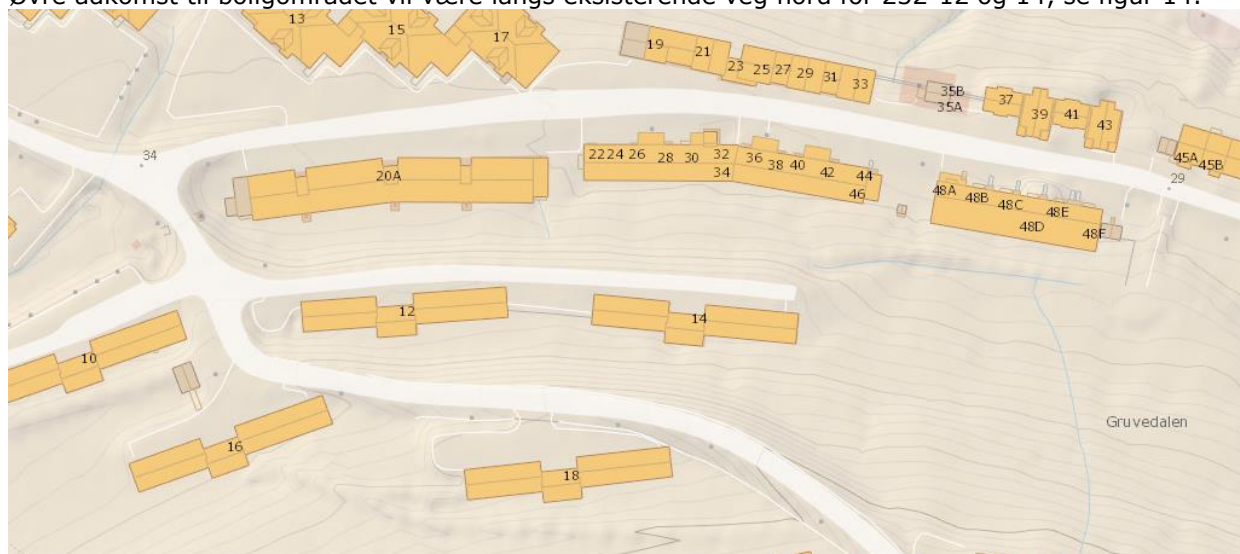 Øvre adkomst til boligområdet vil være langs eksisterende veg nord for 232-12 og 14, se figur 14.
13
15
17
19
21
23
25 27 29 31 33
35B
35A
37
39
41
43
45A
45B
29
34
20A
22 24 26
28
30
32
34
36
38
40
42
44
46
48A
48B
48C
48D
48E
48F
12
14
10
16
18
Gruvedalen